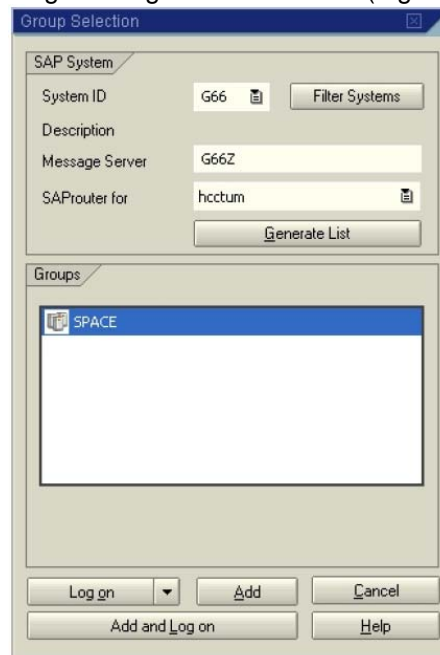 Group Selection
SAP System
System ID G66 Filter Systems
Description
Message Server G66Z
SAProuter for hcctum
Generate List
Groups
SPACE
Log on Add Cancel
Add and Log on Help